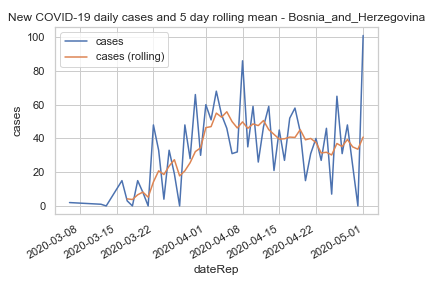 New COVID-19 daily cases and 5 day rolling mean - Bosnia_and_Herzegovina
cases
cases (rolling)
100
80
60
40
20
0
cases
2020-03-08
2020-03-15
2020-03-22
2020-04-01
2020-04-08
2020-04-15
2020-04-22
2020-05-01
dateRep